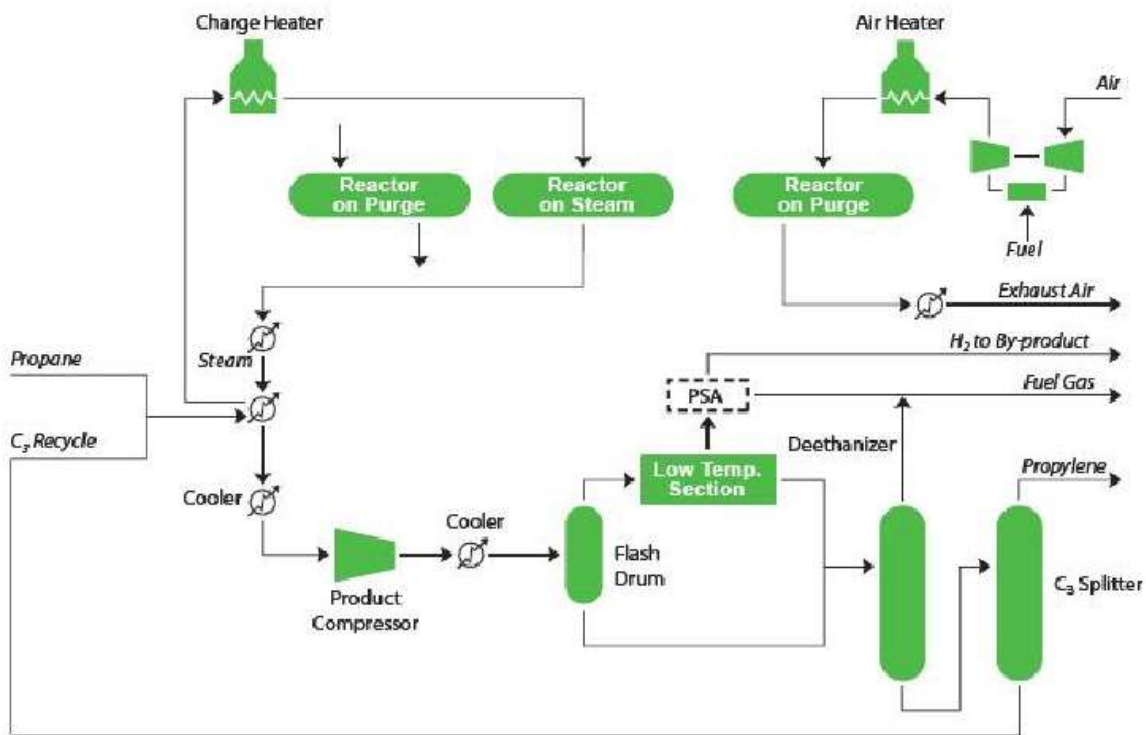 Charge Heater
Air Heater
Air
Reactor
on Purge
Reactor
on Steam
Reactor
on Purge
Fuel
Exhaust Air
H₂ to By-product
Steam
Propane
PSA
Fuel Gas
C₃ Recycle
Deethanizer
Low Temp.
Section
Propylene
Cooler
Cooler
Flash
Drum
C₃ Splitter
Product
Compressor